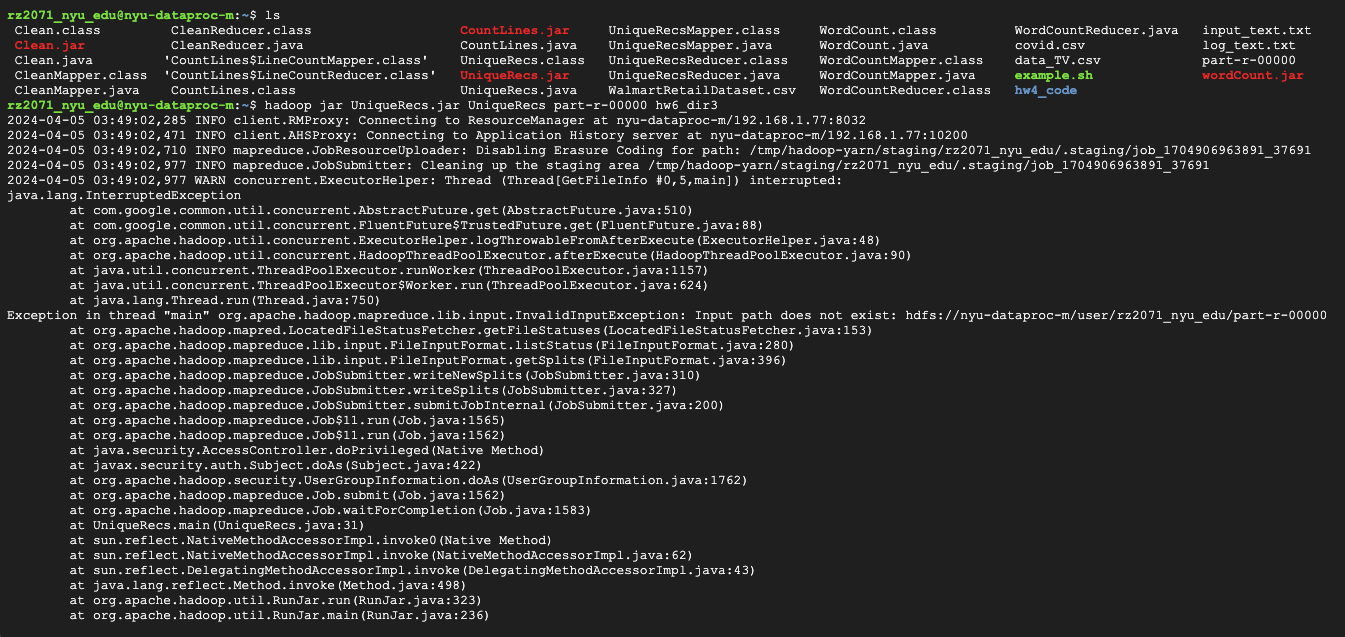 rz2071_nyu_edu@nyu-dataproc-m:~$ ls
 Clean.class         CleanReducer.class                   CountLines.jar     UniqueRecsMapper.class    WordCount.class          WordCountReducer.java   input_text.txt
 Clean.jar           CleanReducer.java                    CountLines.java    UniqueRecsMapper.java     WordCount.java           covid.csv               log_text.txt
 Clean.java         'CountLines$LineCountMapper.class'    UniqueRecs.class   UniqueRecsReducer.class   WordCountMapper.class    data_TV.csv             part-r-00000
 CleanMapper.class  'CountLines$LineCountReducer.class'   UniqueRecs.jar     UniqueRecsReducer.java    WordCountMapper.java     example.sh              wordCount.jar
 CleanMapper.java    CountLines.class                     UniqueRecs.java    WalmartRetailDataset.csv  WordCountReducer.class   hw4_code
rz2071_nyu_edu@nyu-dataproc-m:~$ hadoop jar UniqueRecs.jar UniqueRecs part-r-00000 hw6_dir3
2024-04-05 03:49:02,285 INFO client.RMProxy: Connecting to ResourceManager at nyu-dataproc-m/192.168.1.77:8032
2024-04-05 03:49:02,471 INFO client.AHSProxy: Connecting to Application History server at nyu-dataproc-m/192.168.1.77:10200
2024-04-05 03:49:02,710 INFO mapreduce.JobResourceUploader: Disabling Erasure Coding for path: /tmp/hadoop-yarn/staging/rz2071_nyu_edu/.staging/job_1704906963891_37691
2024-04-05 03:49:02,977 INFO mapreduce.JobSubmitter: Cleaning up the staging area /tmp/hadoop-yarn/staging/rz2071_nyu_edu/.staging/job_1704906963891_37691
2024-04-05 03:49:02,977 WARN concurrent.ExecutorHelper: Thread (Thread[GetFileInfo #0,5,main]) interrupted:
java.lang.InterruptedException
        at com.google.common.util.concurrent.AbstractFuture.get(AbstractFuture.java:510)
        at com.google.common.util.concurrent.FluentFuture$TrustedFuture.get(FluentFuture.java:88)
        at org.apache.hadoop.util.concurrent.ExecutorHelper.logThrowableFromAfterExecute(ExecutorHelper.java:48)
        at org.apache.hadoop.util.concurrent.HadoopThreadPoolExecutor.afterExecute(HadoopThreadPoolExecutor.java:90)
        at java.util.concurrent.ThreadPoolExecutor.runWorker(ThreadPoolExecutor.java:1157)
        at java.util.concurrent.ThreadPoolExecutor$Worker.run(ThreadPoolExecutor.java:624)
        at java.lang.Thread.run(Thread.java:750)
Exception in thread "main" org.apache.hadoop.mapreduce.lib.input.InvalidInputException: Input path does not exist: hdfs://nyu-dataproc-m/user/rz2071_nyu_edu/part-r-00000
        at org.apache.hadoop.mapred.LocatedFileStatusFetcher.getFileStatuses(LocatedFileStatusFetcher.java:153)
        at org.apache.hadoop.mapreduce.lib.input.FileInputFormat.listStatus(FileInputFormat.java:280)
        at org.apache.hadoop.mapreduce.lib.input.FileInputFormat.getSplits(FileInputFormat.java:396)
        at org.apache.hadoop.mapreduce.JobSubmitter.writeNewSplits(JobSubmitter.java:310)
        at org.apache.hadoop.mapreduce.JobSubmitter.writeSplits(JobSubmitter.java:327)
        at org.apache.hadoop.mapreduce.JobSubmitter.submitJobInternal(JobSubmitter.java:200)
        at org.apache.hadoop.mapreduce.Job$11.run(Job.java:1565)
        at org.apache.hadoop.mapreduce.Job$11.run(Job.java:1562)
        at java.security.AccessController.doPrivileged(Native Method)
        at javax.security.auth.Subject.doAs(Subject.java:422)
        at org.apache.hadoop.security.UserGroupInformation.doAs(UserGroupInformation.java:1762)
        at org.apache.hadoop.mapreduce.Job.submit(Job.java:1562)
        at org.apache.hadoop.mapreduce.Job.waitForCompletion(Job.java:1583)
        at UniqueRecs.main(UniqueRecs.java:31)
        at sun.reflect.NativeMethodAccessorImpl.invoke0(Native Method)
        at sun.reflect.NativeMethodAccessorImpl.invoke(NativeMethodAccessorImpl.java:62)
        at sun.reflect.DelegatingMethodAccessorImpl.invoke(DelegatingMethodAccessorImpl.java:43)
        at java.lang.reflect.Method.invoke(Method.java:498)
        at org.apache.hadoop.util.RunJar.run(RunJar.java:323)
        at org.apache.hadoop.util.RunJar.main(RunJar.java:236)